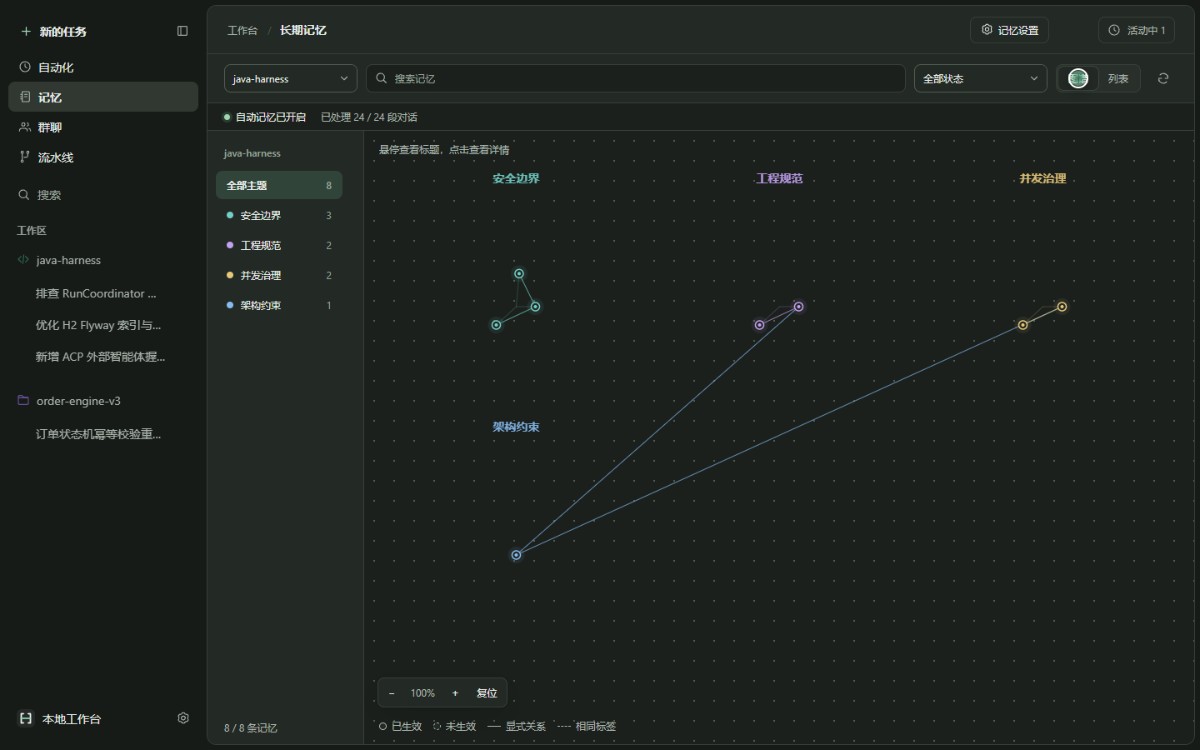 新的任务
自动化
记忆
群聊
流水线
搜索
工作区
java-harness
排查 RunCoordinator ...
优化 H2 Flyway 索引与...
新增 ACP 外部智能体握...
order-engine-v3
订单状态机幂等校验重...
本地工作台
工作台 / 长期记忆
记忆设置
活动中 1
java-harness
搜索记忆
全部状态
列表
自动记忆已开启 已处理 24 / 24 段对话
java-harness
全部主题 8
安全边界 3
工程规范 2
并发治理 2
架构约束 1
8 / 8 条记忆
悬停查看标题，点击查看详情
安全边界
工程规范
并发治理
架构约束
− 100% + 复位
已生效 未生效 显式关系 相同标签